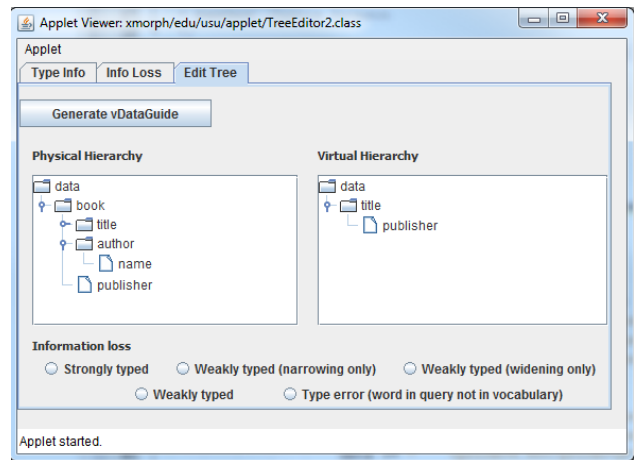 Applet Viewer: xmorph/edu/usu/applet/TreeEditor2.class
Applet
Type Info Info Loss Edit Tree
Generate vDataGuide
Physical Hierarchy Virtual Hierarchy
data data
book title
title publisher
author
name
publisher
Information loss
Strongly typed Weakly typed (narrowing only) Weakly typed (widening only)
Weakly typed Type error (word in query not in vocabulary)
Applet started.